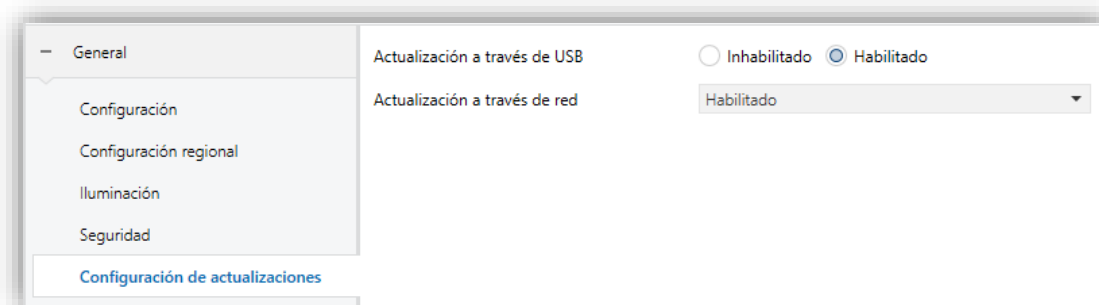 General
Configuración
Configuración regional
Iluminación
Seguridad
Configuración de actualizaciones
Actualización a través de USB Inhabilitado Habilitado
Actualización a través de red Habilitado